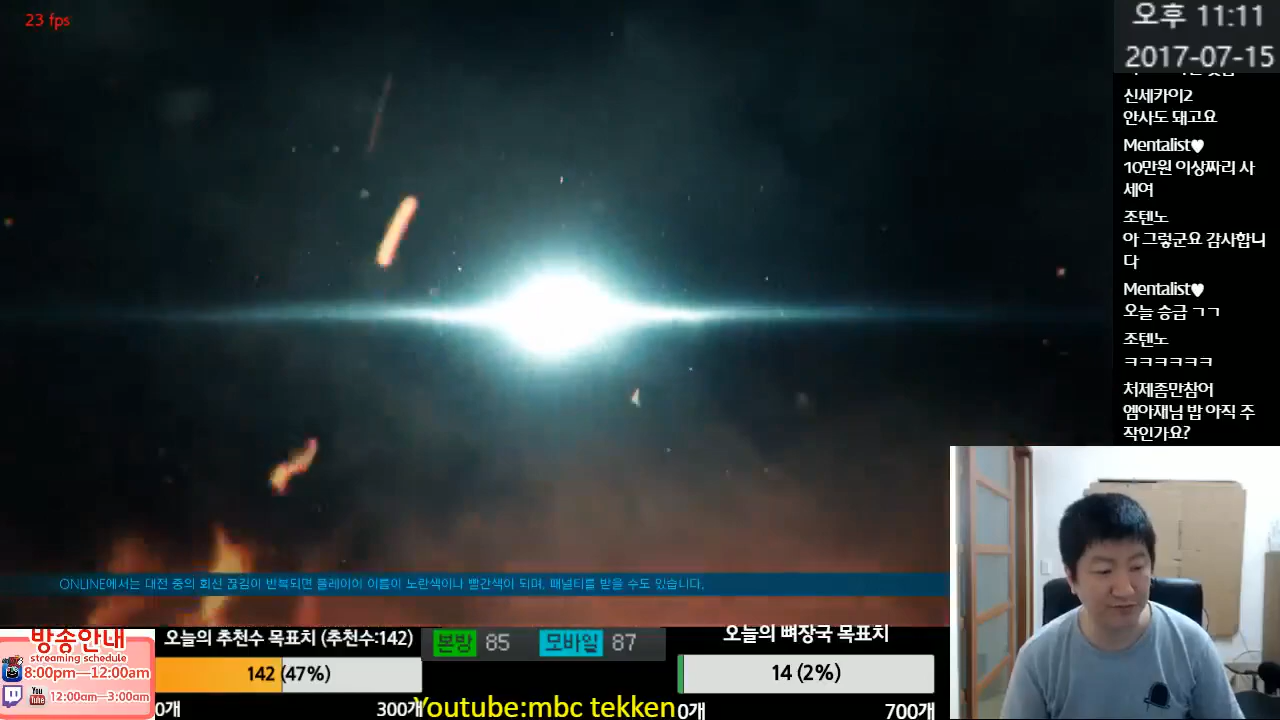 23 fps
오후 11:11
2017-07-15
신세카이2
안사도 돼고요
Mentalist♥
10만원 이상짜리 사
세여
조텐노
아 그렇군요 감사합니
다
Mentalist♥
오늘 승급 ㄱㄱ
조텐노
ㅋㅋㅋㅋㅋㅋ
처제좀만참어
엠아재님 밥 아직 주
작인가요?
ONLINE에서는 대전 중의 회선 끊김이 반복되면 플레이어 이름이 노란색이나 빨간색이 되며, 패널티를 받을 수도 있습니다.
방송안내
streaming schedule
8:00pm—12:00am
You Tube
12:00am—3:00am
오늘의 추천수 목표치 (추천수:142)
142 (47%)
0개
300개
본방 85 모바일 87
Youtube:mbc tekken
오늘의 뼈장국 목표치
14 (2%)
0개
700개